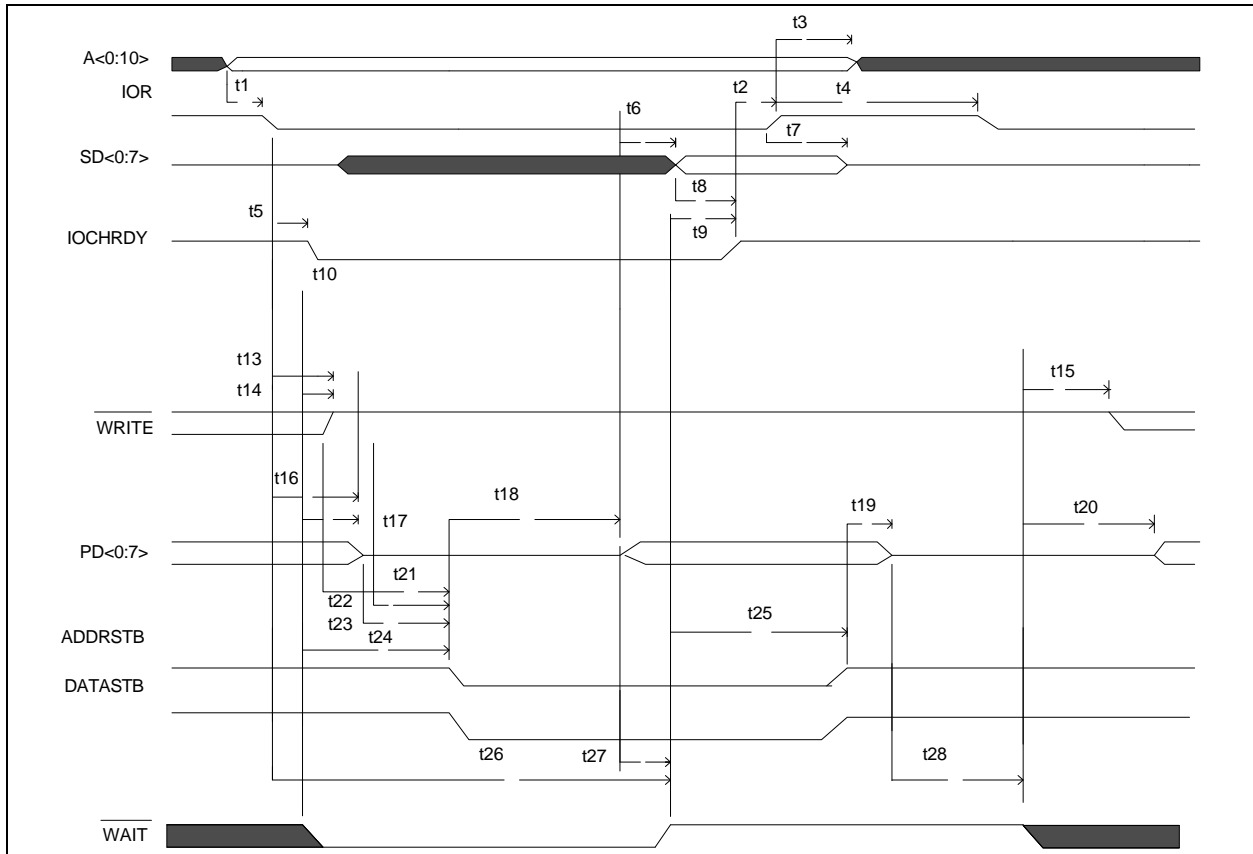 t3
A<0:10>
t1
t2
t4
IOR
t6
t7
SD<0:7>
t8
t5
t9
IOCHRDY
t10
t13
t15
t14
WRITE
t16
t18
t19
t20
t17
PD<0:7>
t21
t22
t25
t23
ADDRSTB
t24
DATASTB
t26
t27
t28
WAIT